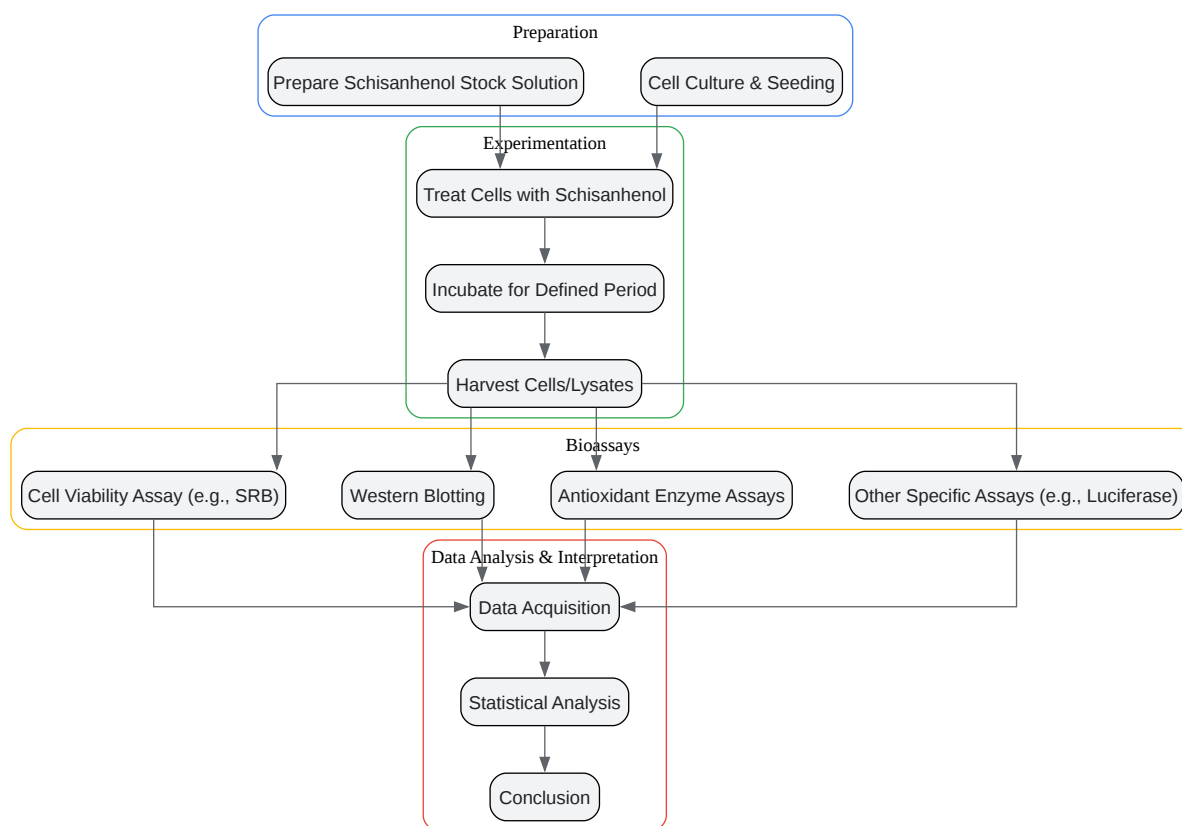 Preparation
Prepare Schisanhenol Stock Solution
Cell Culture & Seeding
Experimentation
Treat Cells with Schisanhenol
Incubate for Defined Period
Harvest Cells/Lysates
Bioassays
Cell Viability Assay (e.g., SRB)
Western Blotting
Antioxidant Enzyme Assays
Other Specific Assays (e.g., Luciferase)
Data Analysis & Interpretation
Data Acquisition
Statistical Analysis
Conclusion